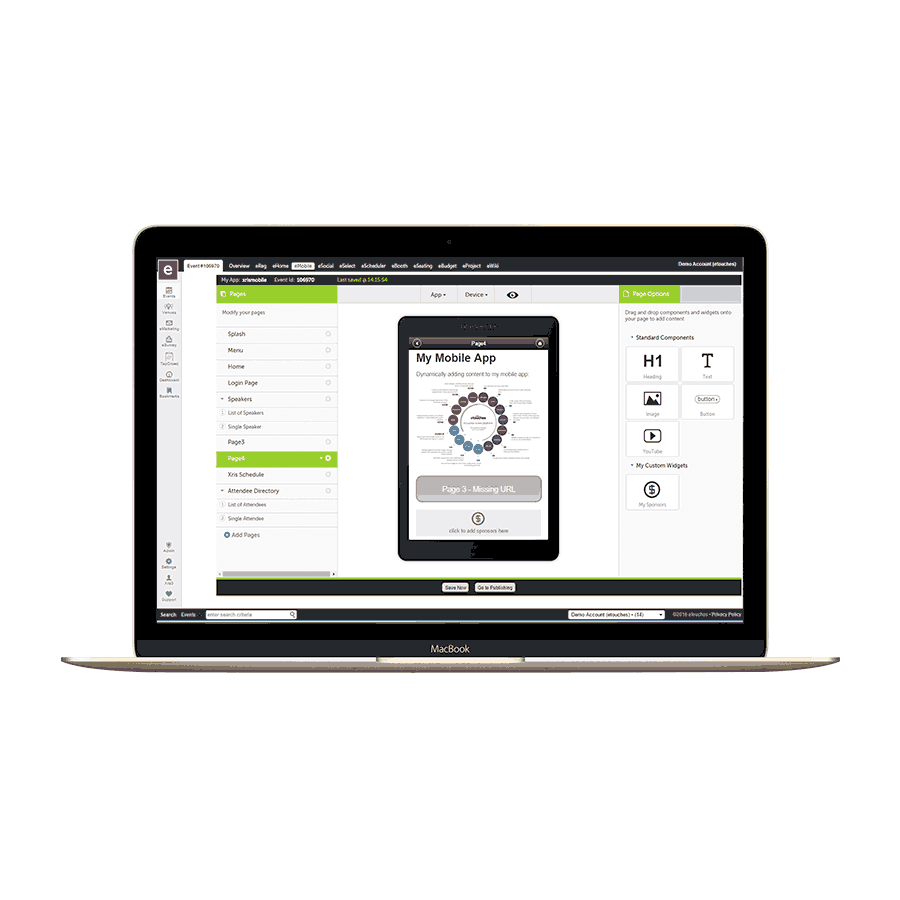 e
Event #106970
Overview eReg eHome eMobile eSocial eSelect eScheduler eBooth eSeating eBudget eProject eWiki
Demo Account (etouches)
My App: xrismobile Event Id: 106970 Last saved @ 14:15:54
Pages
App
Device
Page Options
Modify your pages
Splash
Menu
Home
Login Page
Speakers
1 List of Speakers
2 Single Speaker
Page3
Page4
Xris Schedule
Attendee Directory
1 List of Attendees
2 Single Attendee
Add Pages
Events
Venues
eMarketing
eSurvey
Dashboard
Bookmarks
Admin
Settings
Support
Page4
My Mobile App
Dynamically adding content to my mobile app
etouches
Page 3 - Missing URL
click to add sponsors here
Drag and drop components and widgets onto
your page to add content
Standard Components
H1
Heading
T
Text
Image
button
Button
YouTube
My Custom Widgets
My Sponsors
Save Now
Go to Publishing
Search Events
enter search criteria
Demo Account (etouches) - (14)
©2016 etouches - Privacy Policy
MacBook